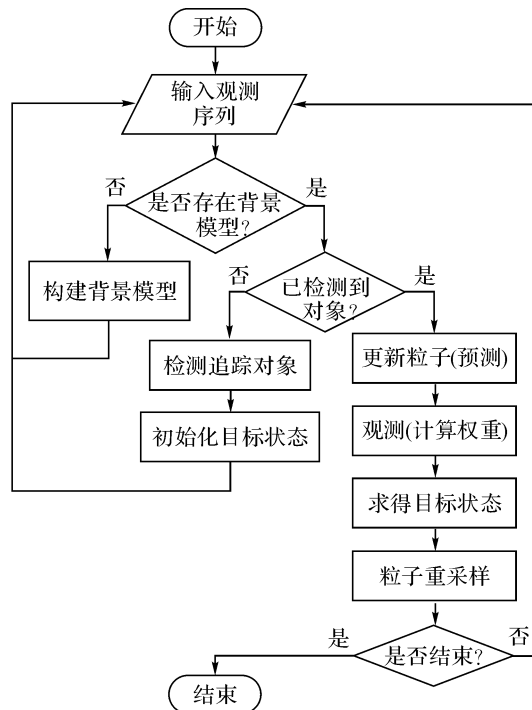 开始
输入观测
序列
否
是
是否存在背景
模型?
构建背景模型
否
是
已检测到
对象?
检测追踪对象
更新粒子(预测)
初始化目标状态
观测(计算权重)
求得目标状态
粒子重采样
是
否
是否结束?
结束